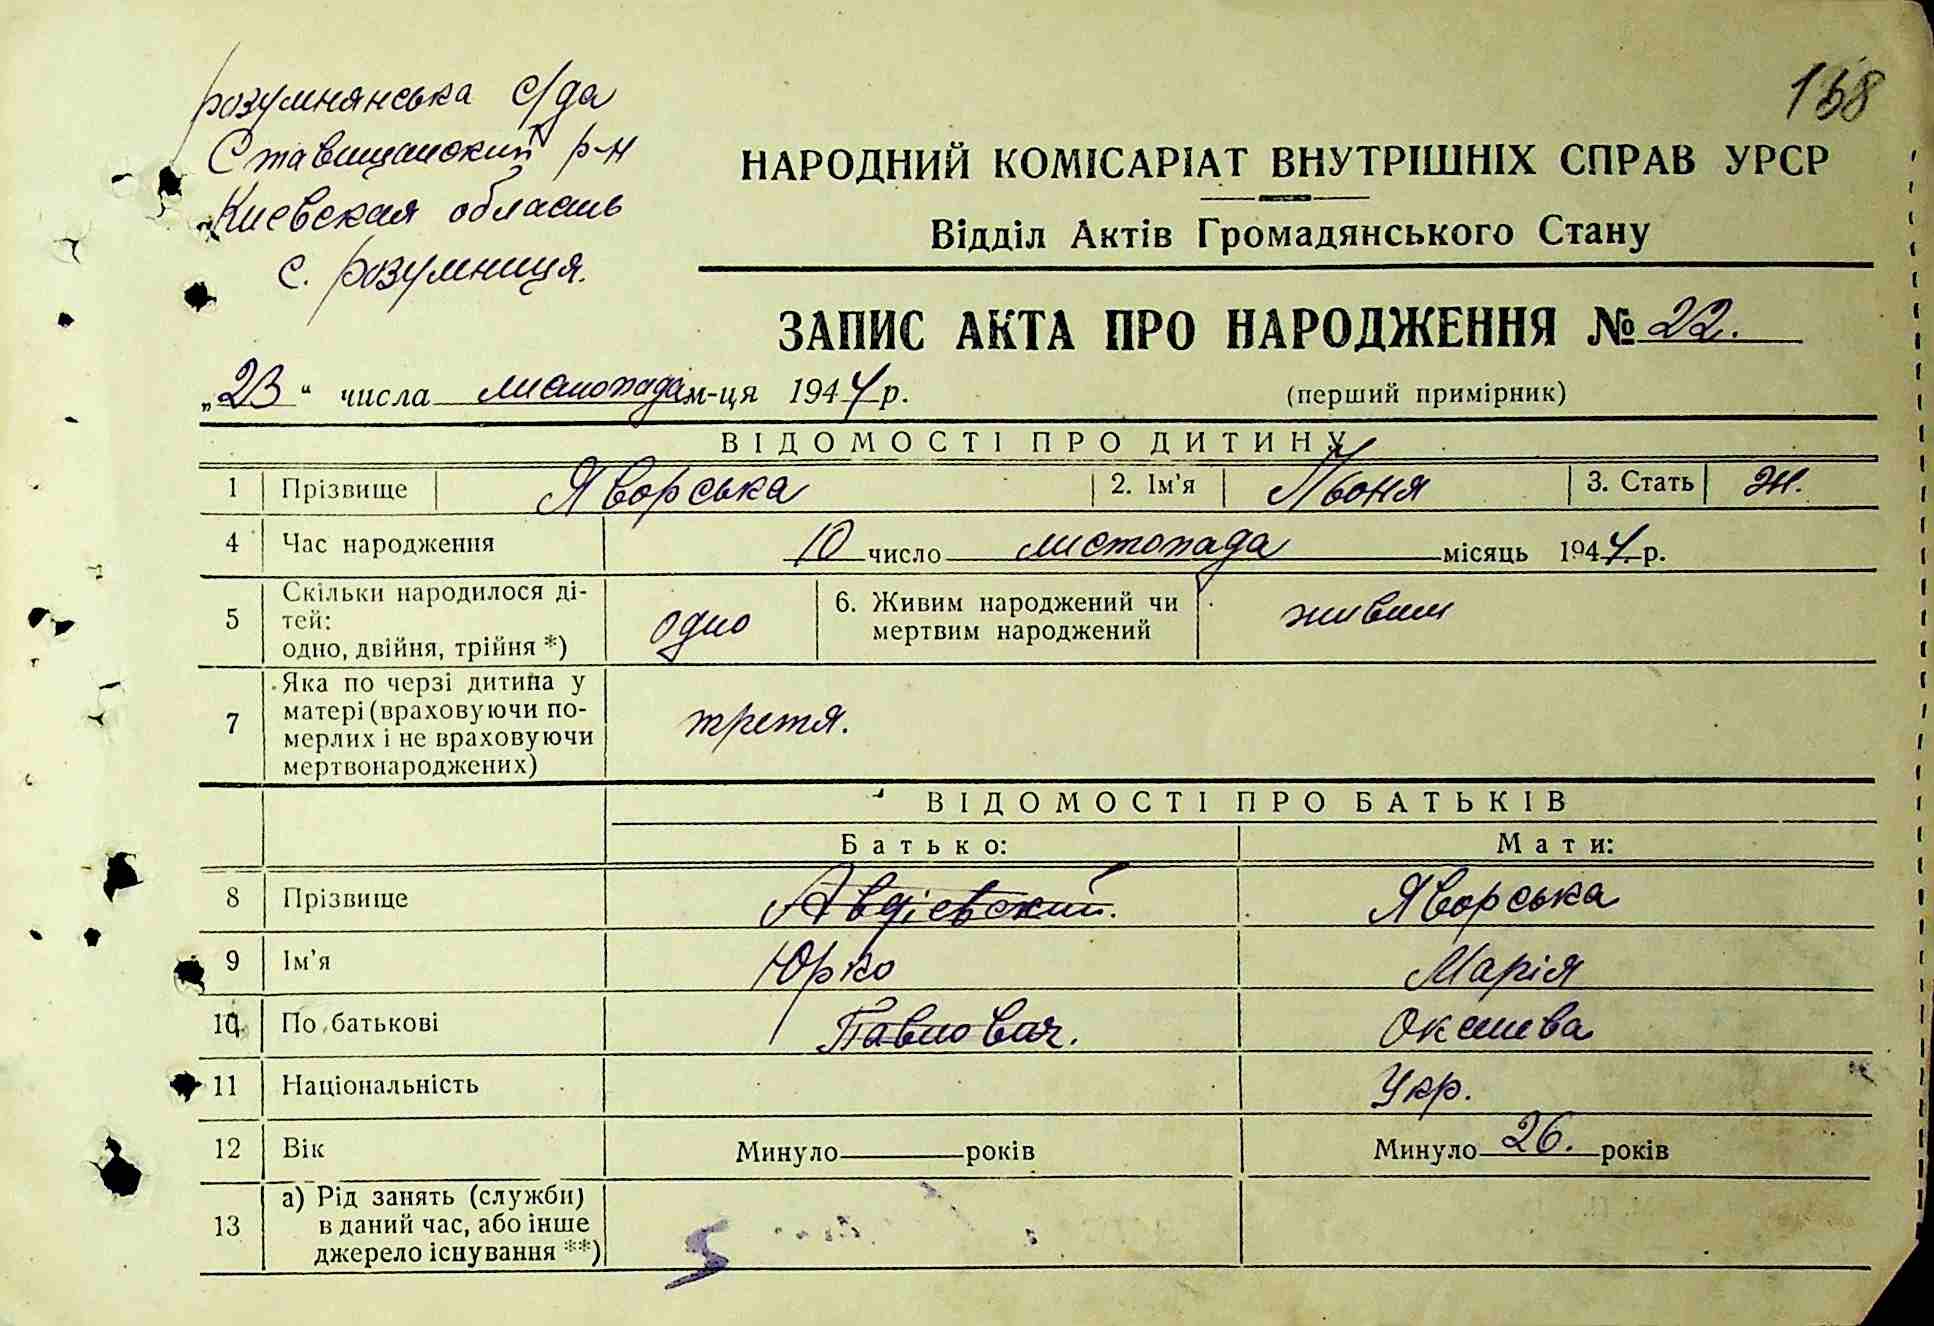 Розумнянська с/да
Ставищанский р-н
Киевская область
с. Розумниця.
158
НАРОДНИЙ КОМІСАРІАТ ВНУТРІШНІХ СПРАВ УРСР
Відділ Актів Громадянського Стану
ЗАПИС АКТА ПРО НАРОДЖЕННЯ № 22.
„23“ числа листопада м-ця 1944 р.
(перший примірник)
ВІДОМОСТІ ПРО ДИТИНУ
1 Прізвище Яворська 2. Ім'я 3. Стать ж.
4 Час народження 10 число листопада місяць 1944 р.
5 Скільки народилося ді-
тей:
одно, двійня, трійня *) одно
6. Живим народжений чи
мертвим народжений живим
7 Яка по черзі дитина у
матері (враховуючи по-
мерлих і не враховуючи
мертвонароджених) третя.
ВІДОМОСТІ ПРО БАТЬКІВ
Батько: Мати:
8 Прізвище Авдієвский. Яворська
9 Ім'я Юрко Марія
10 По батькові Павлович.
11 Національність Укр.
12 Вік Минуло років Минуло 26. років
13 а) Рід занять (служби)
в даний час, або інше
джерело існування **)